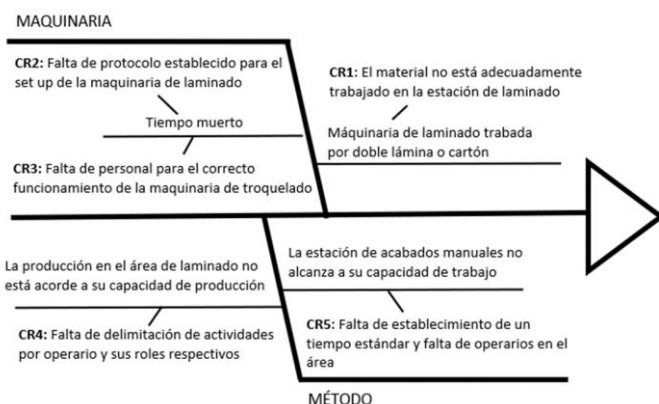 MAQUINARIA
CR2: Falta de protocolo establecido para el
set up de la maquinaria de laminado
Tiempo muerto
CR3: Falta de personal para el correcto
funcionamiento de la maquinaria de troquelado
CR1: El material no está adecuadamente
trabajado en la estación de laminado
Máquinaria de laminado trabada
por doble lámina o cartón
La producción en el área de laminado no
está acorde a su capacidad de producción
CR4: Falta de delimitación de actividades
por operario y sus roles respectivos
La estación de acabados manuales no
alcanza a su capacidad de trabajo
CR5: Falta de establecimiento de un
tiempo estándar y falta de operarios en el
área
MÉTODO